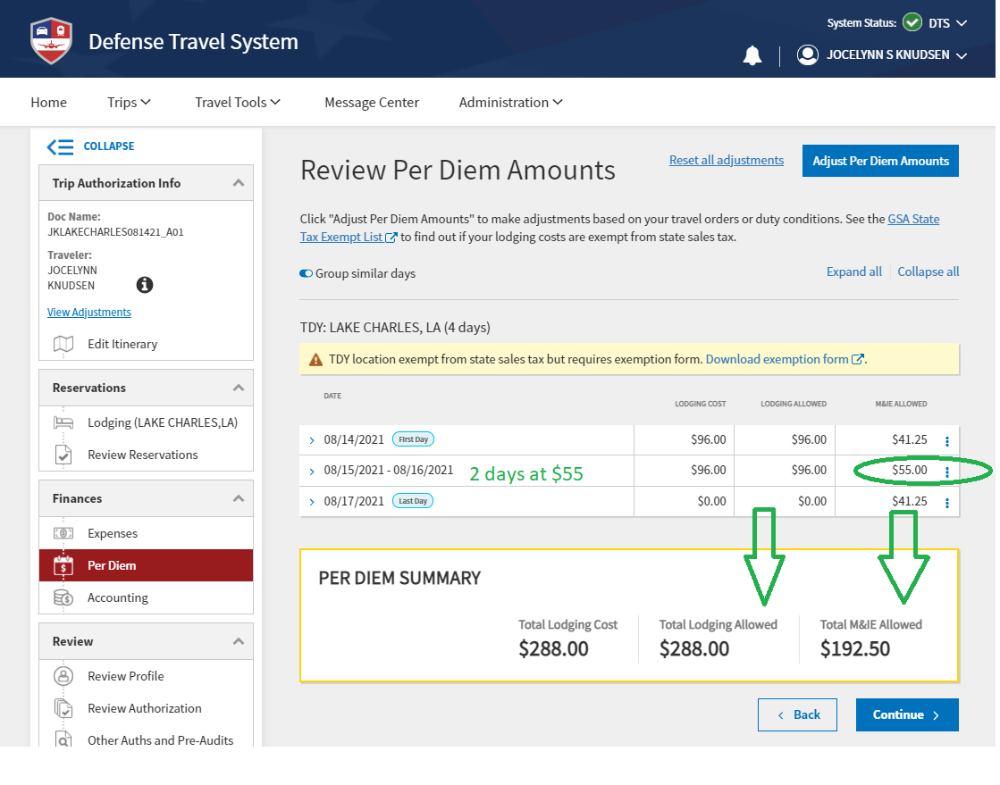 System Status: DTS
Defense Travel System
JOCELYNN S KNUDSEN
Home Trips Travel Tools Message Center Administration
COLLAPSE
Trip Authorization Info
Doc Name:
JKLAKECHARLES081421_A01
Traveler:
JOCELYNN
KNUDSEN
View Adjustments
Edit Itinerary
Reservations
Lodging (LAKE CHARLES,LA)
Review Reservations
Finances
Expenses
Per Diem
Accounting
Review
Review Profile
Review Authorization
Other Auths and Pre-Audits
Review Per Diem Amounts
Reset all adjustments
Adjust Per Diem Amounts
Click "Adjust Per Diem Amounts" to make adjustments based on your travel orders or duty conditions. See the GSA State
Tax Exempt List to find out if your lodging costs are exempt from state sales tax.
Group similar days
Expand all Collapse all
TDY: LAKE CHARLES, LA (4 days)
TDY location exempt from state sales tax but requires exemption form. Download exemption form.
DATE LODGING COST LODGING ALLOWED M&IE ALLOWED
08/14/2021 First Day $96.00 $96.00 $41.25
08/15/2021 - 08/16/2021 2 days at $55 $96.00 $96.00 $55.00
08/17/2021 Last Day $0.00 $0.00 $41.25
PER DIEM SUMMARY
Total Lodging Cost Total Lodging Allowed Total M&IE Allowed
$288.00 $288.00 $192.50
Back Continue